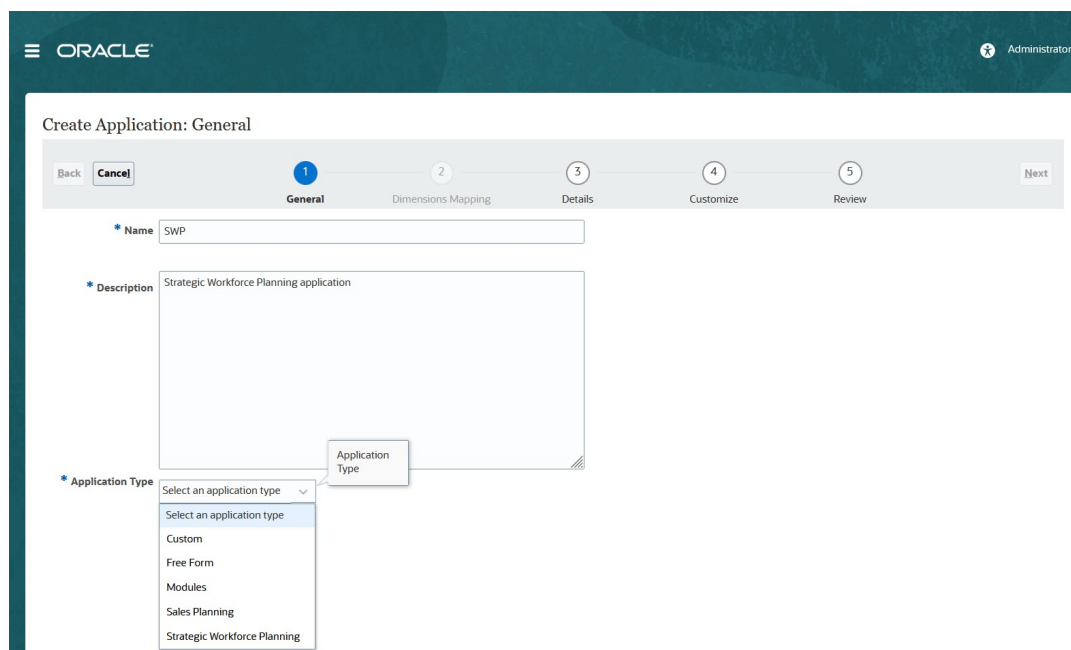 ORACLE
Administrator
Create Application: General
Back Cancel 1 2 3 4 5 Next
General Dimensions Mapping Details Customize Review
* Name SWP
* Description Strategic Workforce Planning application
Application
Type
* Application Type Select an application type
Select an application type
Custom
Free Form
Modules
Sales Planning
Strategic Workforce Planning